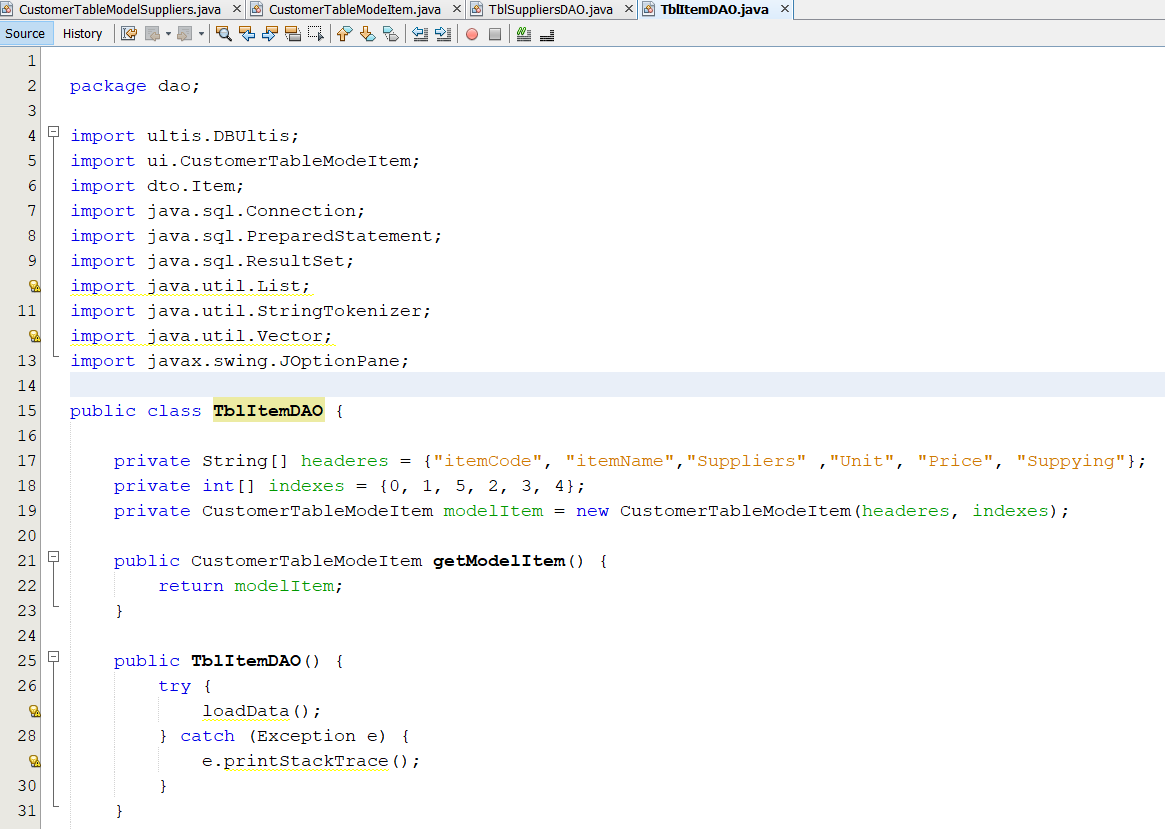 CustomerTableModelSuppliers.java × CustomerTableModeItem.java × TblSuppliersDAO.java × TblItemDAO.java ×
Source History
1
2 package dao;
3
4 import ultis.DBUltis;
5 import ui.CustomerTableModeItem;
6 import dto.Item;
7 import java.sql.Connection;
8 import java.sql.PreparedStatement;
9 import java.sql.ResultSet;
import java.util.List;
11 import java.util.StringTokenizer;
import java.util.Vector;
13 import javax.swing.JOptionPane;
14
15 public class TblItemDAO {
16
17 private String[] headeres = {"itemCode", "itemName","Suppliers" ,"Unit", "Price", "Suppying"};
18 private int[] indexes = {0, 1, 5, 2, 3, 4};
19 private CustomerTableModeItem modelItem = new CustomerTableModeItem(headeres, indexes);
20
21 public CustomerTableModeItem getModelItem() {
22 return modelItem;
23 }
24
25 public TblItemDAO() {
26 try {
loadData();
28 } catch (Exception e) {
e.printStackTrace();
30 }
31 }